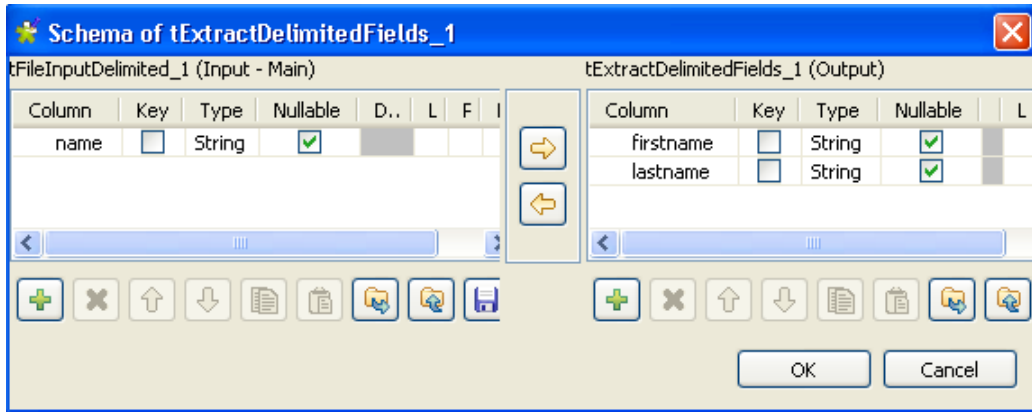 Schema of tExtractDelimitedFields_1
tFileInputDelimited_1 (Input - Main)
tExtractDelimitedFields_1 (Output)
Column Key Type Nullable D.. L F
Column Key Type Nullable L
name String
firstname String
lastname String
OK Cancel